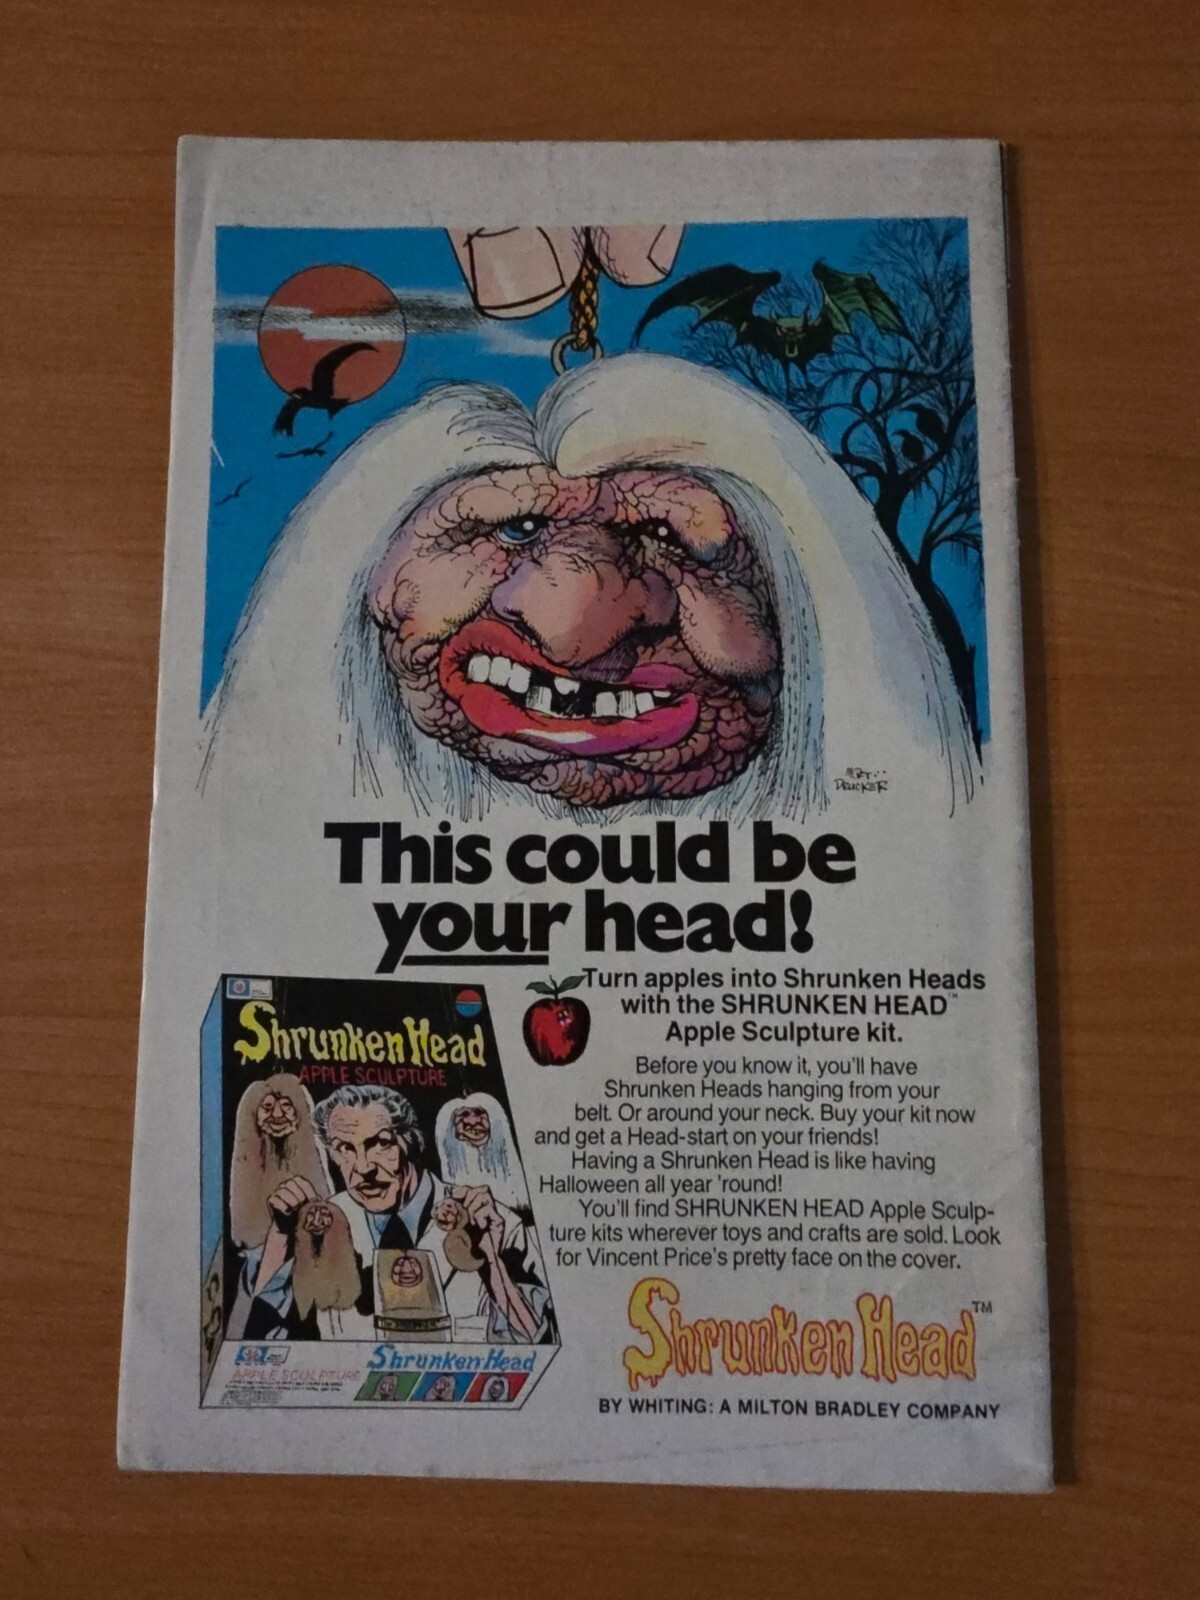 MORT
DRUCKER
This could be
your head!
Turn apples into Shrunken Heads
with the SHRUNKEN HEAD™
Apple Sculpture kit.
Before you know it, you'll have
Shrunken Heads hanging from your
belt. Or around your neck. Buy your kit now
and get a Head-start on your friends!
Having a Shrunken Head is like having
Halloween all year 'round!
You'll find SHRUNKEN HEAD Apple Sculp-
ture kits wherever toys and crafts are sold. Look
for Vincent Price's pretty face on the cover.
Shrunken Head™
BY WHITING: A MILTON BRADLEY COMPANY
Shrunken Head
APPLE SCULPTURE
Shrunken Head
APPLE SCULPTURE